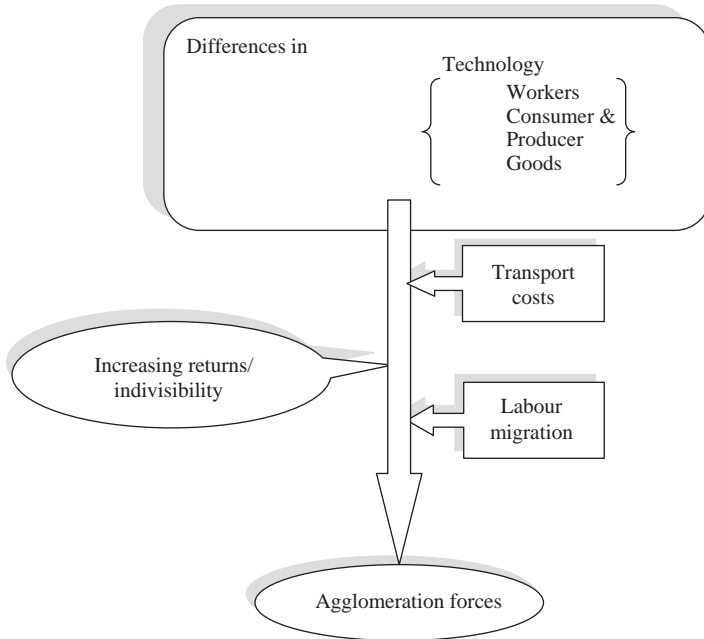 Differences in
Technology
Workers
Consumer &
Producer
Goods
Transport
costs
Increasing returns/
indivisibility
Labour
migration
Agglomeration forces